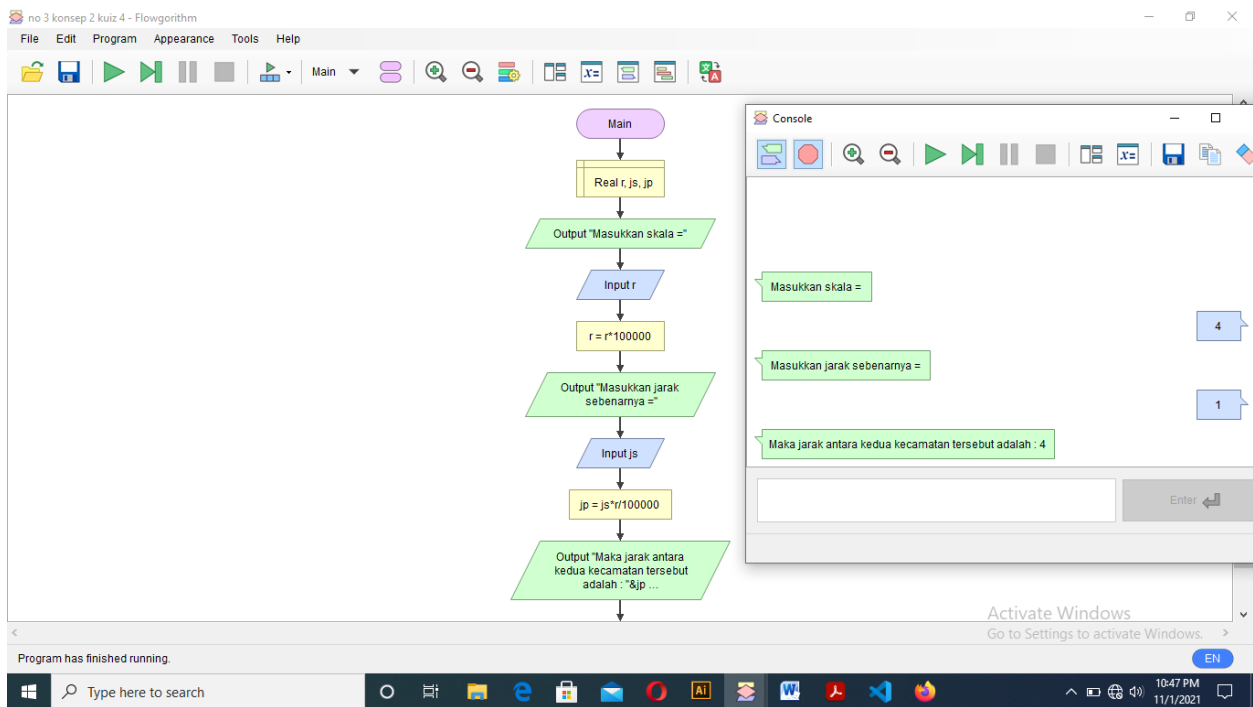 no 3 konsep 2 kuiz 4 - Flowgorithm
File Edit Program Appearance Tools Help
Main
Main
Real r, js, jp
Output "Masukkan skala ="
Input r
r = r*100000
Output "Masukkan jarak
sebenarnya ="
Input js
jp = js*r/100000
Output "Maka jarak antara
kedua kecamatan tersebut
adalah : "&jp ...
Console
x=
x=
Masukkan skala =
4
Masukkan jarak sebenarnya =
1
Maka jarak antara kedua kecamatan tersebut adalah : 4
Enter
Activate Windows
Go to Settings to activate Windows.
Program has finished running.
EN
Type here to search
Ai
W
10:47 PM
11/1/2021